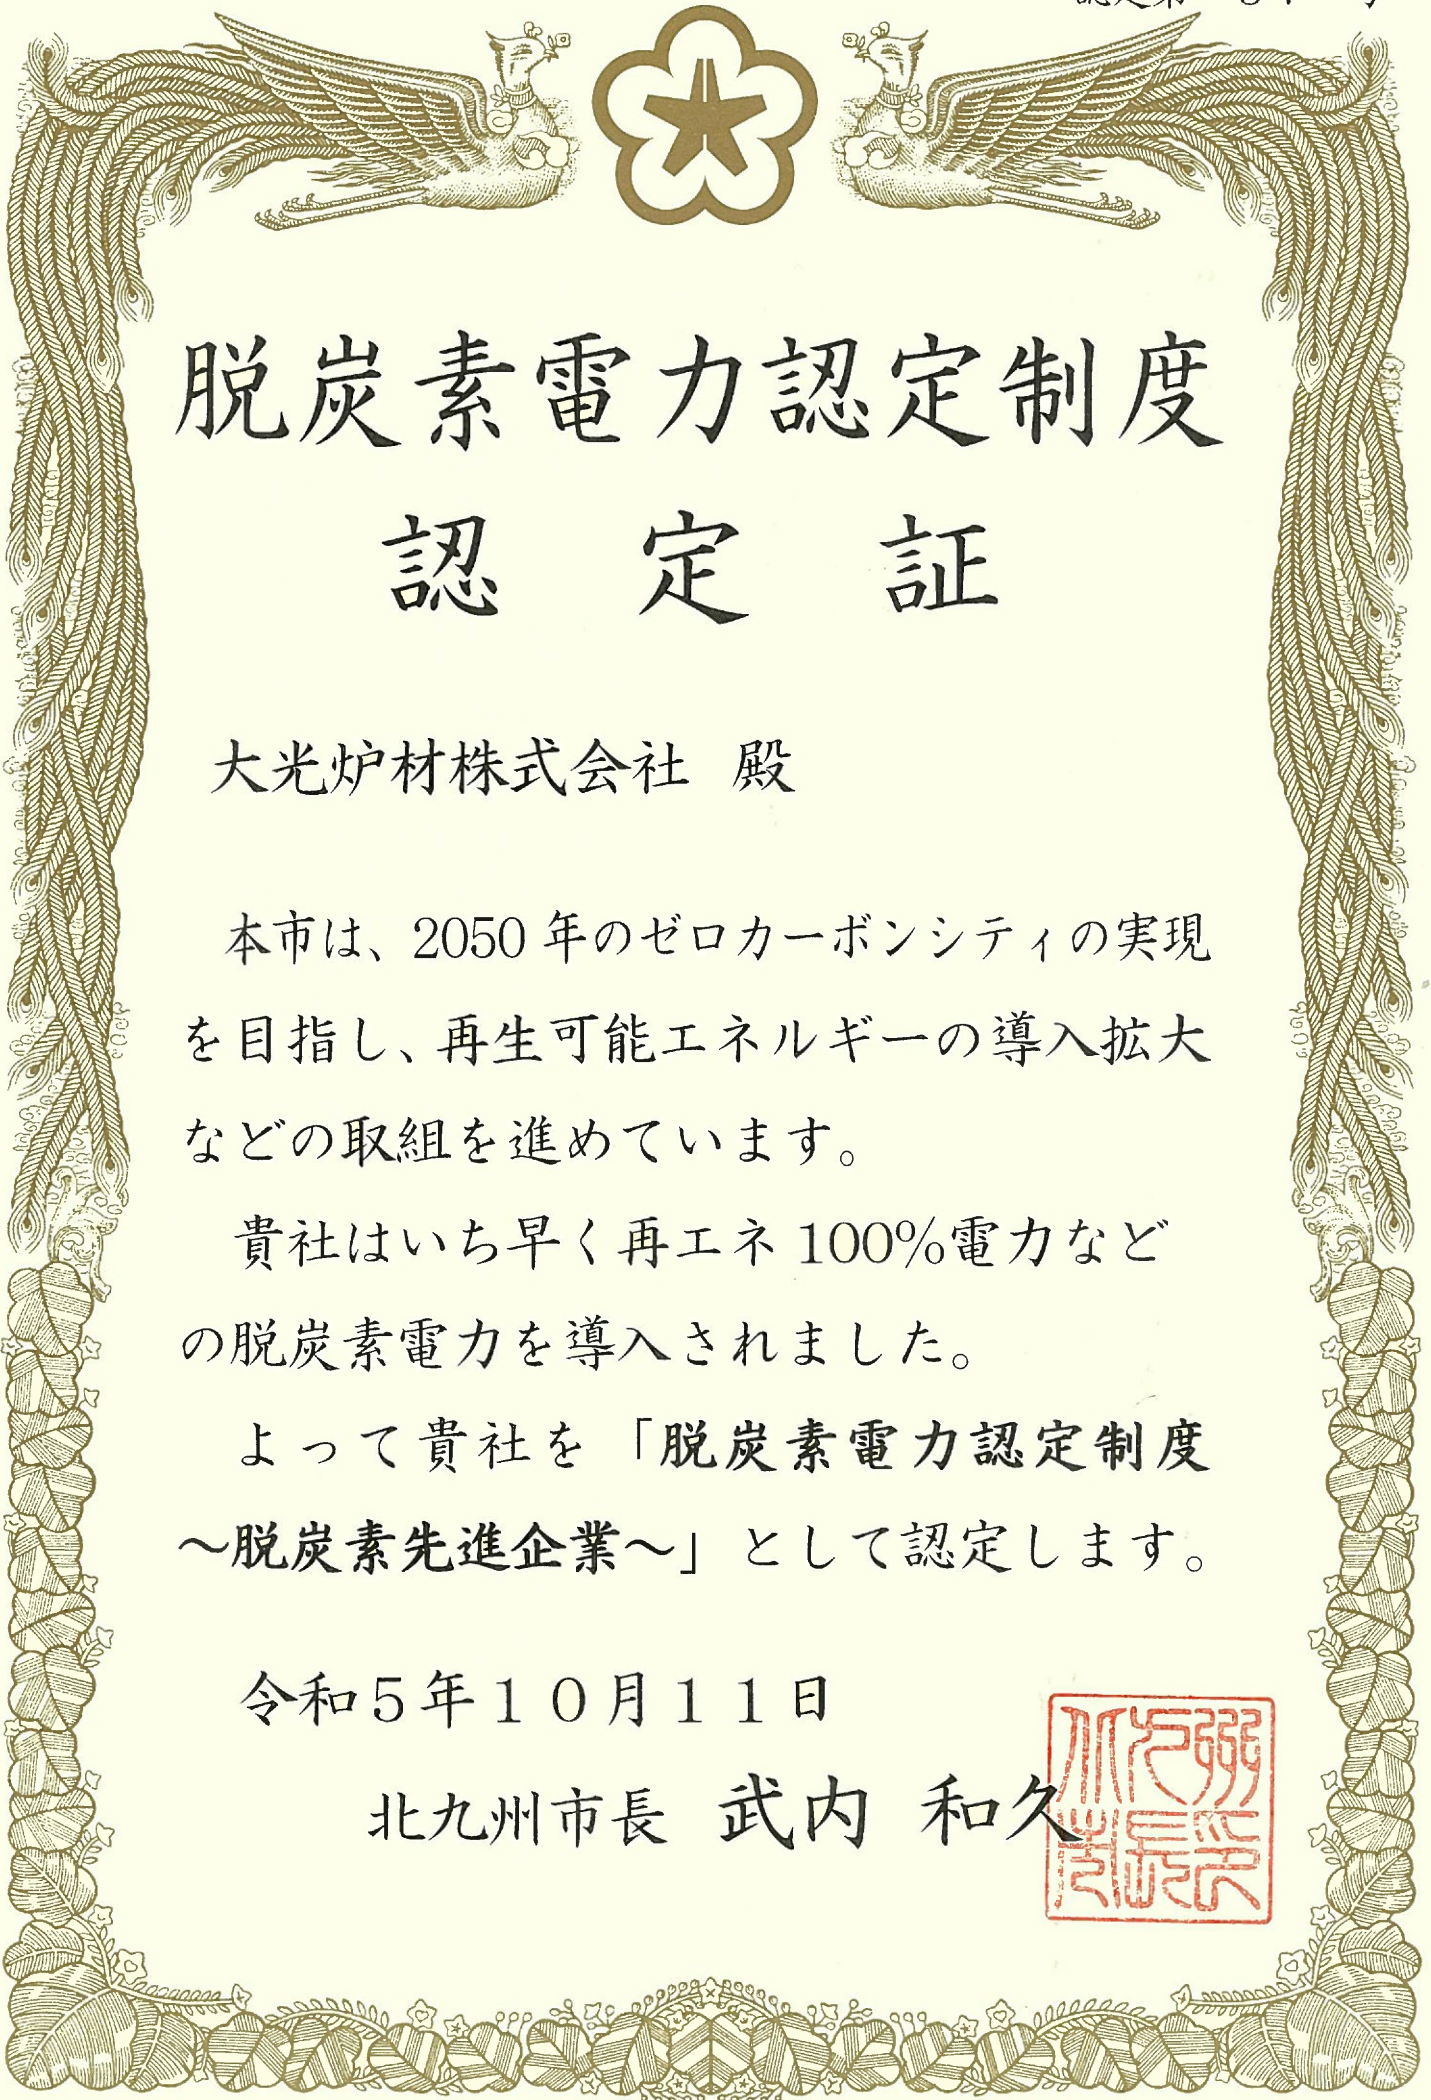 脱炭素電力認定制度
認 定 証
大光炉材株式会社 殿
本市は、2050年のゼロカーボンシティの実現
を目指し、再生可能エネルギーの導入拡大
などの取組を進めています。
貴社はいち早く再エネ100%電力など
の脱炭素電力を導入されました。
よって貴社を「脱炭素電力認定制度
～脱炭素先進企業～」として認定します。
令和5年10月11日
北九州市長 武内 和久